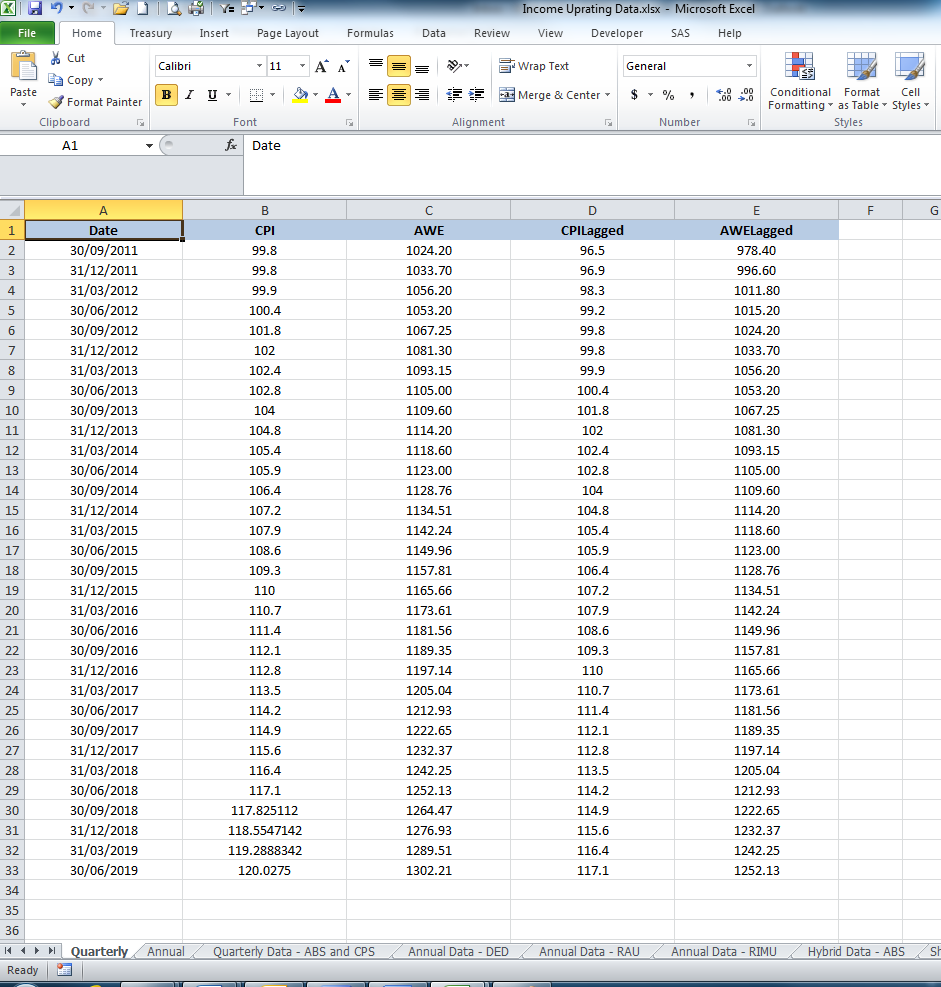 Income Uprating Data.xlsx - Microsoft Excel
File Home Treasury Insert Page Layout Formulas Data Review View Developer SAS Help
Paste Cut Copy Format Painter Clipboard
Calibri 11 A A B I U A Font
Wrap Text Merge & Center Alignment
General $ % , .00 .0 .00 Number
Conditional Formatting Format as Table Cell Styles Styles
A1 fx Date
A B C D E F G
1 Date CPI AWE CPILagged AWELagged
2 30/09/2011 99.8 1024.20 96.5 978.40
3 31/12/2011 99.8 1033.70 96.9 996.60
4 31/03/2012 99.9 1056.20 98.3 1011.80
5 30/06/2012 100.4 1053.20 99.2 1015.20
6 30/09/2012 101.8 1067.25 99.8 1024.20
7 31/12/2012 102 1081.30 99.8 1033.70
8 31/03/2013 102.4 1093.15 99.9 1056.20
9 30/06/2013 102.8 1105.00 100.4 1053.20
10 30/09/2013 104 1109.60 101.8 1067.25
11 31/12/2013 104.8 1114.20 102 1081.30
12 31/03/2014 105.4 1118.60 102.4 1093.15
13 30/06/2014 105.9 1123.00 102.8 1105.00
14 30/09/2014 106.4 1128.76 104 1109.60
15 31/12/2014 107.2 1134.51 104.8 1114.20
16 31/03/2015 107.9 1142.24 105.4 1118.60
17 30/06/2015 108.6 1149.96 105.9 1123.00
18 30/09/2015 109.3 1157.81 106.4 1128.76
19 31/12/2015 110 1165.66 107.2 1134.51
20 31/03/2016 110.7 1173.61 107.9 1142.24
21 30/06/2016 111.4 1181.56 108.6 1149.96
22 30/09/2016 112.1 1189.35 109.3 1157.81
23 31/12/2016 112.8 1197.14 110 1165.66
24 31/03/2017 113.5 1205.04 110.7 1173.61
25 30/06/2017 114.2 1212.93 111.4 1181.56
26 30/09/2017 114.9 1222.65 112.1 1189.35
27 31/12/2017 115.6 1232.37 112.8 1197.14
28 31/03/2018 116.4 1242.25 113.5 1205.04
29 30/06/2018 117.1 1252.13 114.2 1212.93
30 30/09/2018 117.825112 1264.47 114.9 1222.65
31 31/12/2018 118.5547142 1276.93 115.6 1232.37
32 31/03/2019 119.2888342 1289.51 116.4 1242.25
33 30/06/2019 120.0275 1302.21 117.1 1252.13
34
35
36
Quarterly Annual Quarterly Data - ABS and CPS Annual Data - DED Annual Data - RAU Annual Data - RIMU Hybrid Data - ABS
Ready